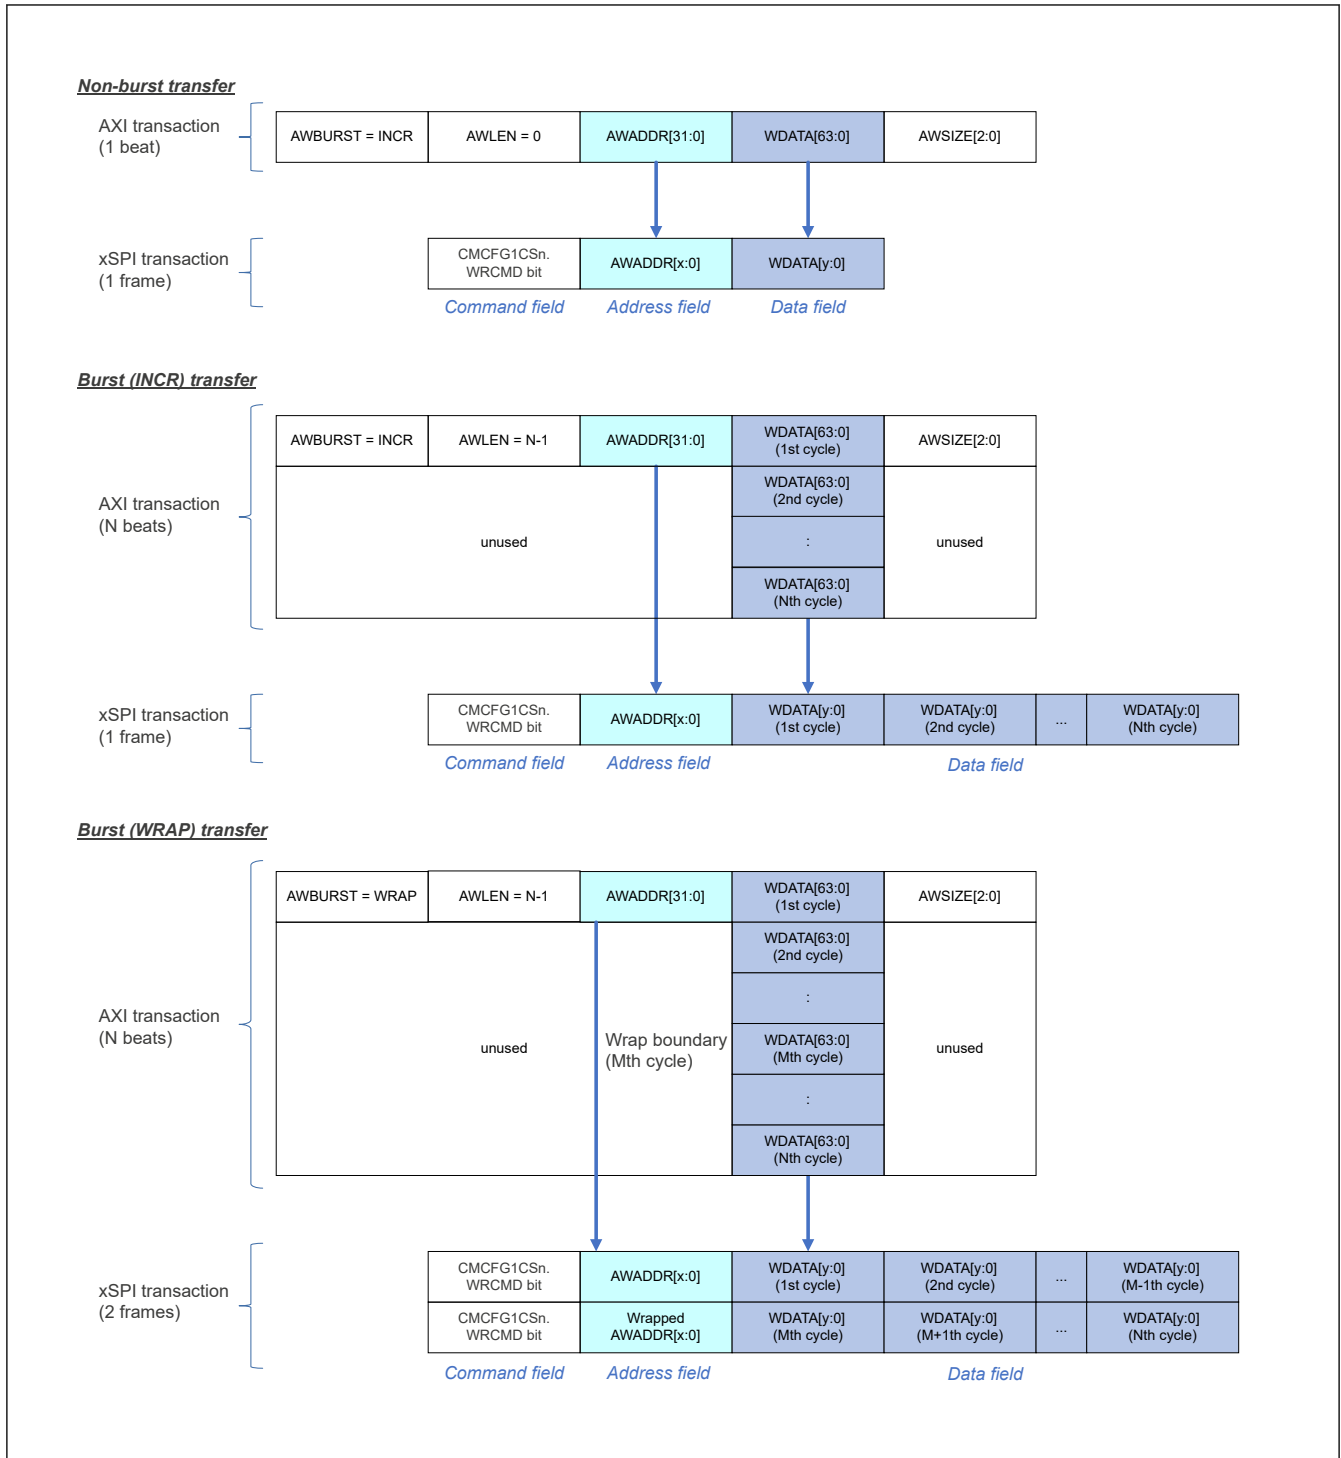 Non-burst transfer
AXI transaction
(1 beat)
AWBURST = INCR
AWLEN = 0
AWADDR[31:0]
WDATA[63:0]
AWSIZE[2:0]
xSPI transaction
(1 frame)
CMCFG1CSn.
WRCMD bit
AWADDR[x:0]
WDATA[y:0]
Command field
Address field
Data field
Burst (INCR) transfer
AXI transaction
(N beats)
AWBURST = INCR
AWLEN = N-1
AWADDR[31:0]
WDATA[63:0]
(1st cycle)
AWSIZE[2:0]
WDATA[63:0]
(2nd cycle)
unused
:
unused
WDATA[63:0]
(Nth cycle)
xSPI transaction
(1 frame)
CMCFG1CSn.
WRCMD bit
AWADDR[x:0]
WDATA[y:0]
(1st cycle)
WDATA[y:0]
(2nd cycle)
...
WDATA[y:0]
(Nth cycle)
Command field
Address field
Data field
Burst (WRAP) transfer
AXI transaction
(N beats)
AWBURST = WRAP
AWLEN = N-1
AWADDR[31:0]
WDATA[63:0]
(1st cycle)
AWSIZE[2:0]
WDATA[63:0]
(2nd cycle)
:
unused
Wrap boundary
(Mth cycle)
WDATA[63:0]
(Mth cycle)
unused
:
WDATA[63:0]
(Nth cycle)
xSPI transaction
(2 frames)
CMCFG1CSn.
WRCMD bit
AWADDR[x:0]
WDATA[y:0]
(1st cycle)
WDATA[y:0]
(2nd cycle)
...
WDATA[y:0]
(M-1th cycle)
CMCFG1CSn.
WRCMD bit
Wrapped
AWADDR[x:0]
WDATA[y:0]
(Mth cycle)
WDATA[y:0]
(M+1th cycle)
...
WDATA[y:0]
(Nth cycle)
Command field
Address field
Data field